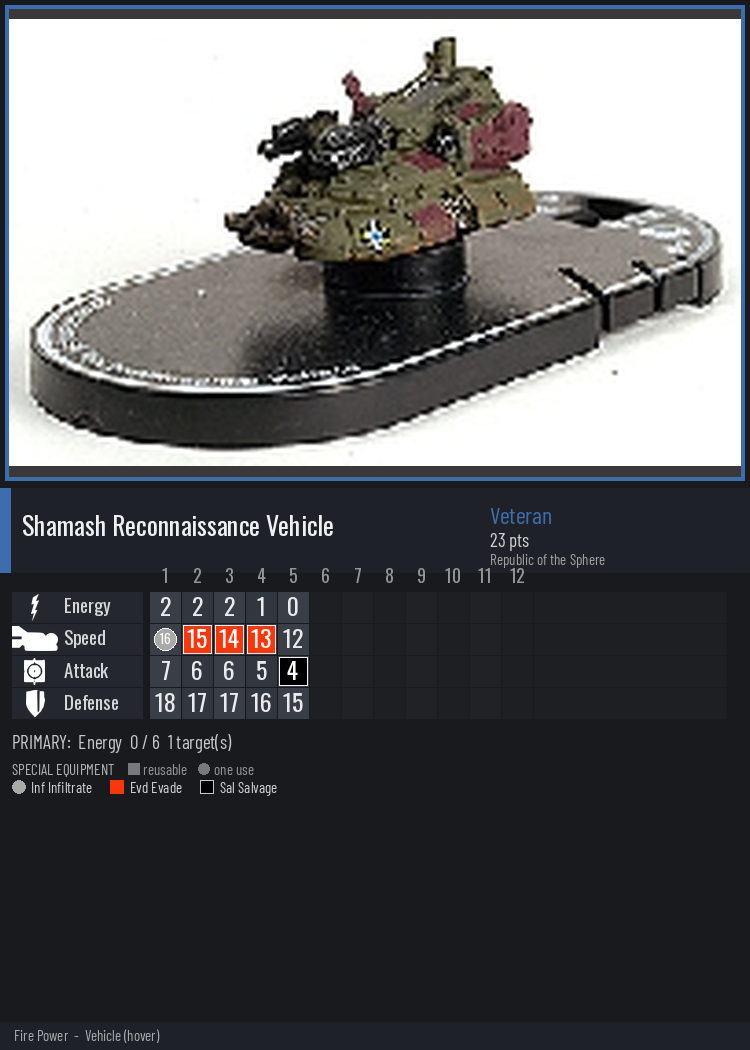 Shamash Reconnaissance Vehicle
Veteran
23 pts
Republic of the Sphere
1 2 3 4 5 6 7 8 9 10 11 12
Energy 2 2 2 1 0
Speed 16 15 14 13 12
Attack 7 6 6 5 4
Defense 18 17 17 16 15
PRIMARY: Energy 0 / 6 1 target(s)
SPECIAL EQUIPMENT reusable one use
Inf Infiltrate Evd Evade Sal Salvage
Fire Power - Vehicle (hover)